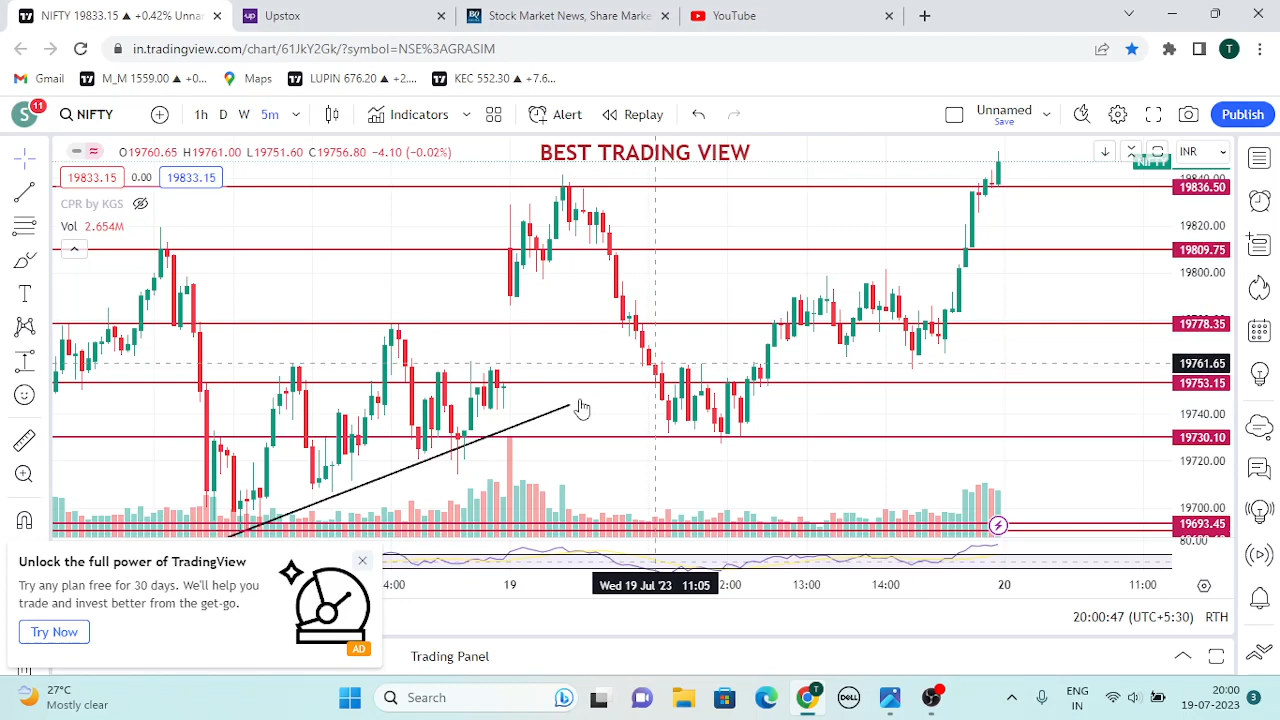 NIFTY 19833.15 ▲ +0.42% Unnar
Upstox
Stock Market News, Share Marke
YouTube
in.tradingview.com/chart/61JkY2Gk/?symbol=NSE%3AGRASIM
T
Gmail
M_M 1559.00 ▲ +0...
Maps
LUPIN 676.20 ▲ +2....
KEC 552.30 ▲ +7.6...
S
11
NIFTY
1h D W 5m
Indicators
Alert
Replay
Unnamed
Save
Publish
O19760.65 H19761.00 L19751.60 C19756.80 -4.10 (-0.02%)
BEST TRADING VIEW
INR
NIFTY
19833.15 0.00 19833.15
CPR by KGS
Vol 2.654M
19840.00
19836.50
19820.00
19809.75
19800.00
19778.35
19761.65
19753.15
19740.00
19730.10
19720.00
19700.00
19693.45
80.00
4:00
19
Wed 19 Jul '23 11:05
2:00
13:00
14:00
20
11:00
Unlock the full power of TradingView
Try any plan free for 30 days. We'll help you
trade and invest better from the get-go.
Try Now
AD
20:00:47 (UTC+5:30) RTH
Trading Panel
27°C
Mostly clear
Search
T
DELL
ENG
IN
20:00
19-07-2023
3